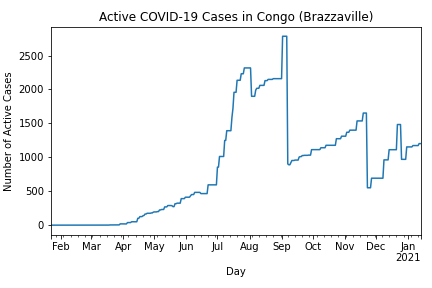 Active COVID-19 Cases in Congo (Brazzaville)
Number of Active Cases
2500
2000
1500
1000
500
0
Feb Mar Apr May Jun Jul Aug Sep Oct Nov Dec Jan
2021
Day